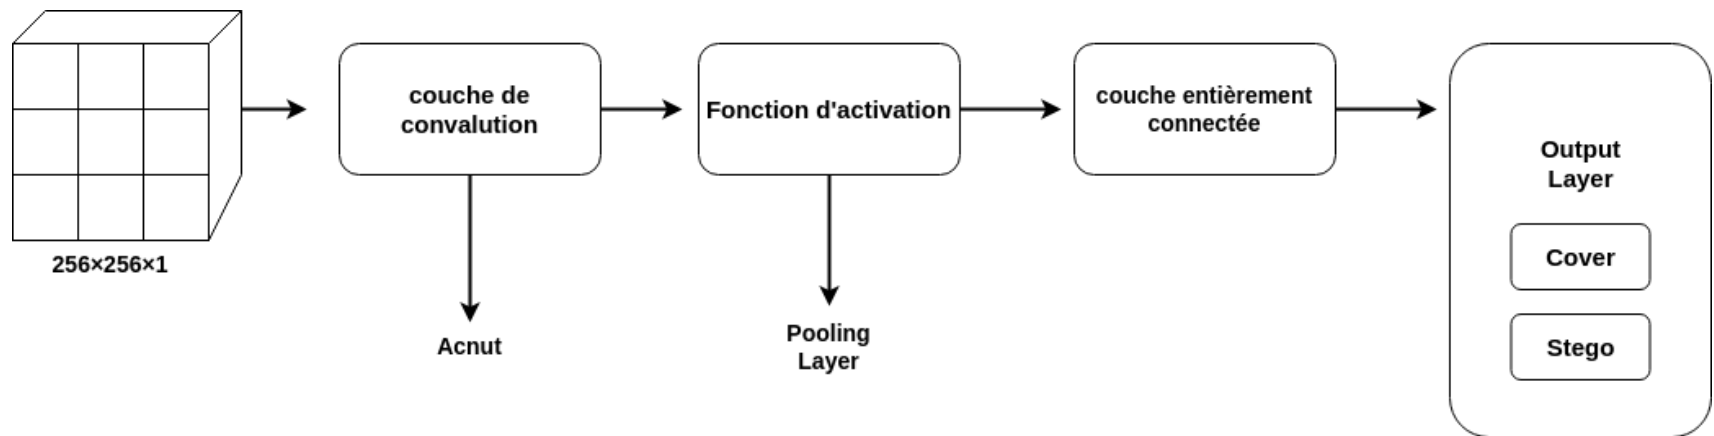 256×256×1
couche de
convalution
Fonction d'activation
couche entièrement
connectée
Output
Layer
Cover
Stego
Acnut
Pooling
Layer